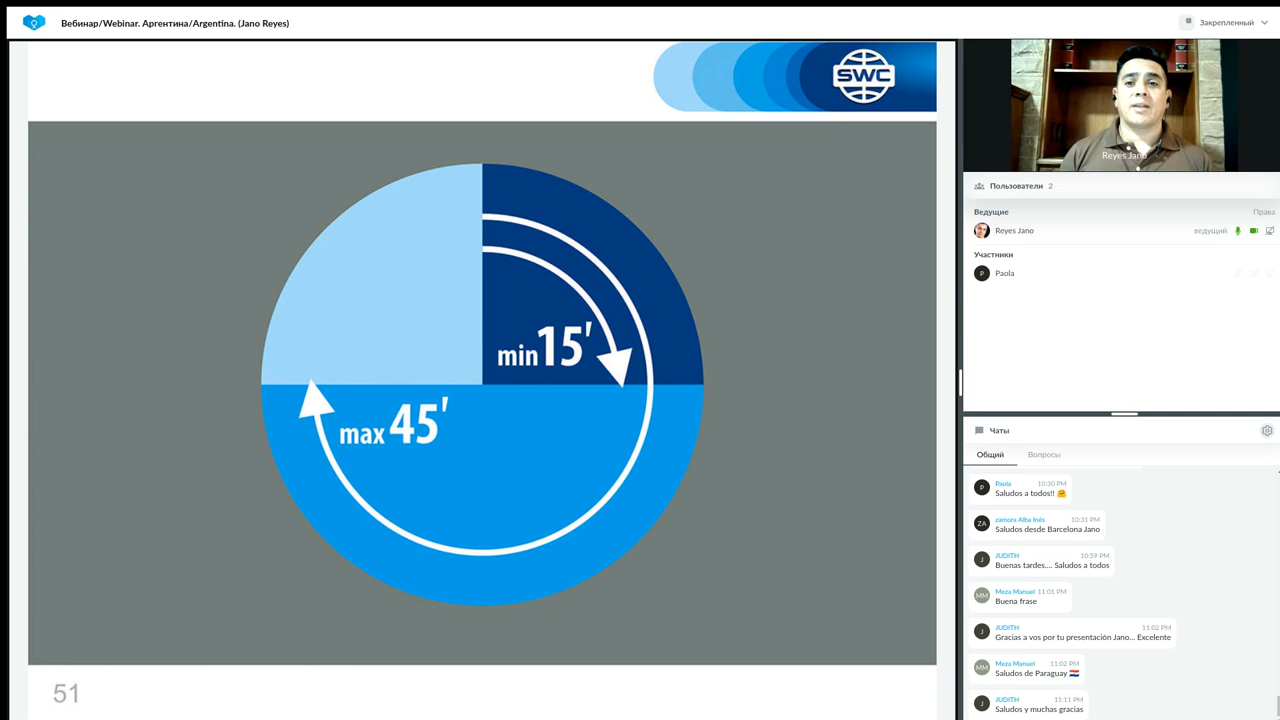 Вебинар/Webinar. Аргентина/Argentina. (Jano Reyes)
Закрепленный
SWC
min 15′
max 45′
51
Reyes Jano
Пользователи 2
Ведущие
Права
Reyes Jano
ведущий
Участники
P
Paola
Чаты
Общий
Вопросы
P
Paola 10:30 PM
Saludos a todos!! 🤗
ZA
zamora Alba Inés 10:31 PM
Saludos desde Barcelona Jano
J
JUDITH 10:59 PM
Buenas tardes.... Saludos a todos
MM
Meza Manuel 11:01 PM
Buena frase
J
JUDITH 11:02 PM
Gracias a vos por tu presentación Jano... Excelente
MM
Meza Manuel 11:02 PM
Saludos de Paraguay 🇵🇾
J
JUDITH 11:11 PM
Saludos y muchas gracias